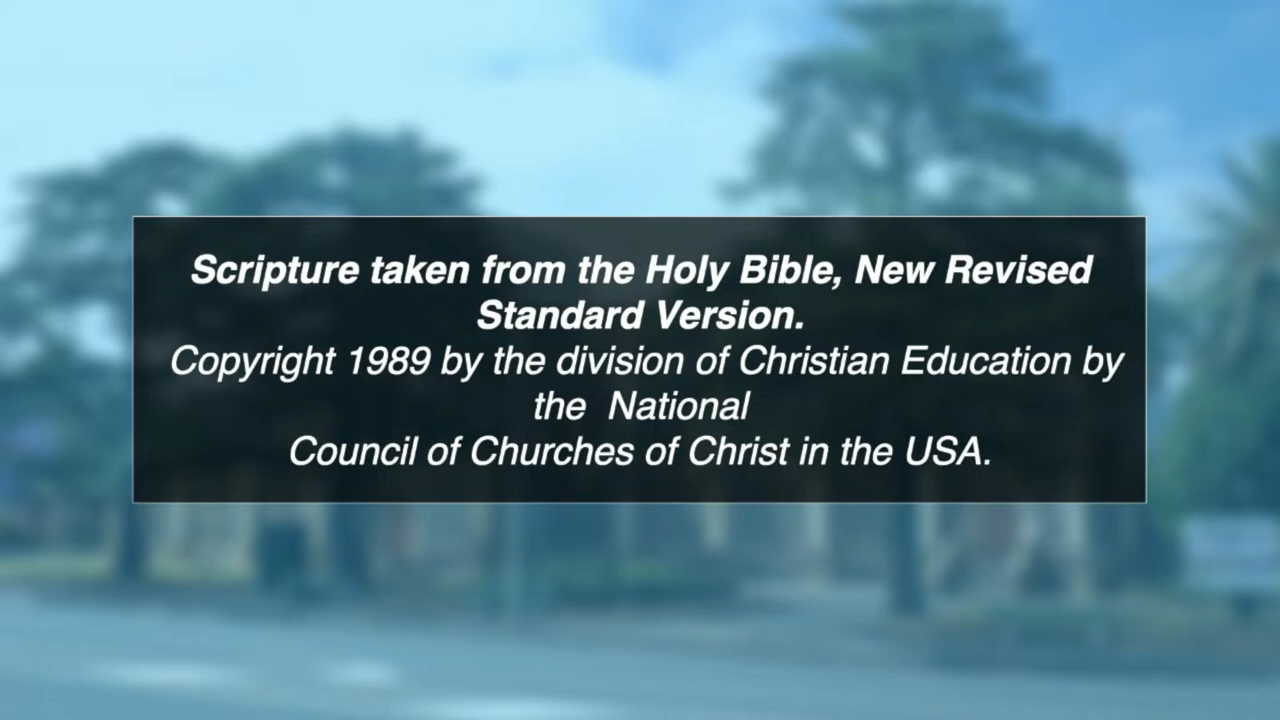 Scripture taken from the Holy Bible, New Revised
Standard Version.
Copyright 1989 by the division of Christian Education by
the  National
Council of Churches of Christ in the USA.